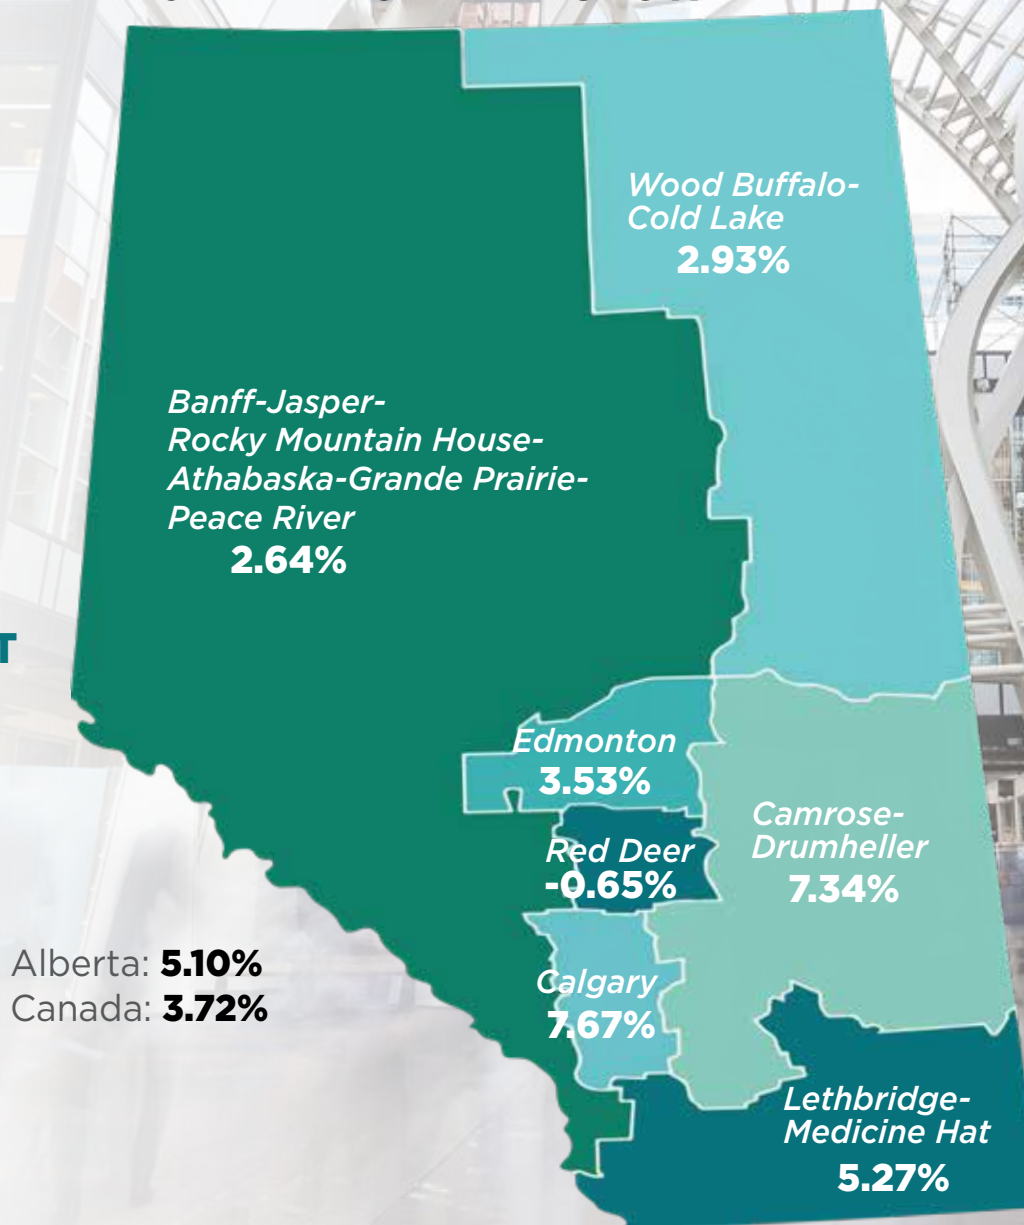 Wood Buffalo-
Cold Lake
2.93%
Banff-Jasper-
Rocky Mountain House-
Athabaska-Grande Prairie-
Peace River
2.64%
T
Edmonton
3.53%
Camrose-
Drumheller
7.34%
Red Deer
-0.65%
Alberta: 5.10%
Canada: 3.72%
Calgary
7.67%
Lethbridge-
Medicine Hat
5.27%